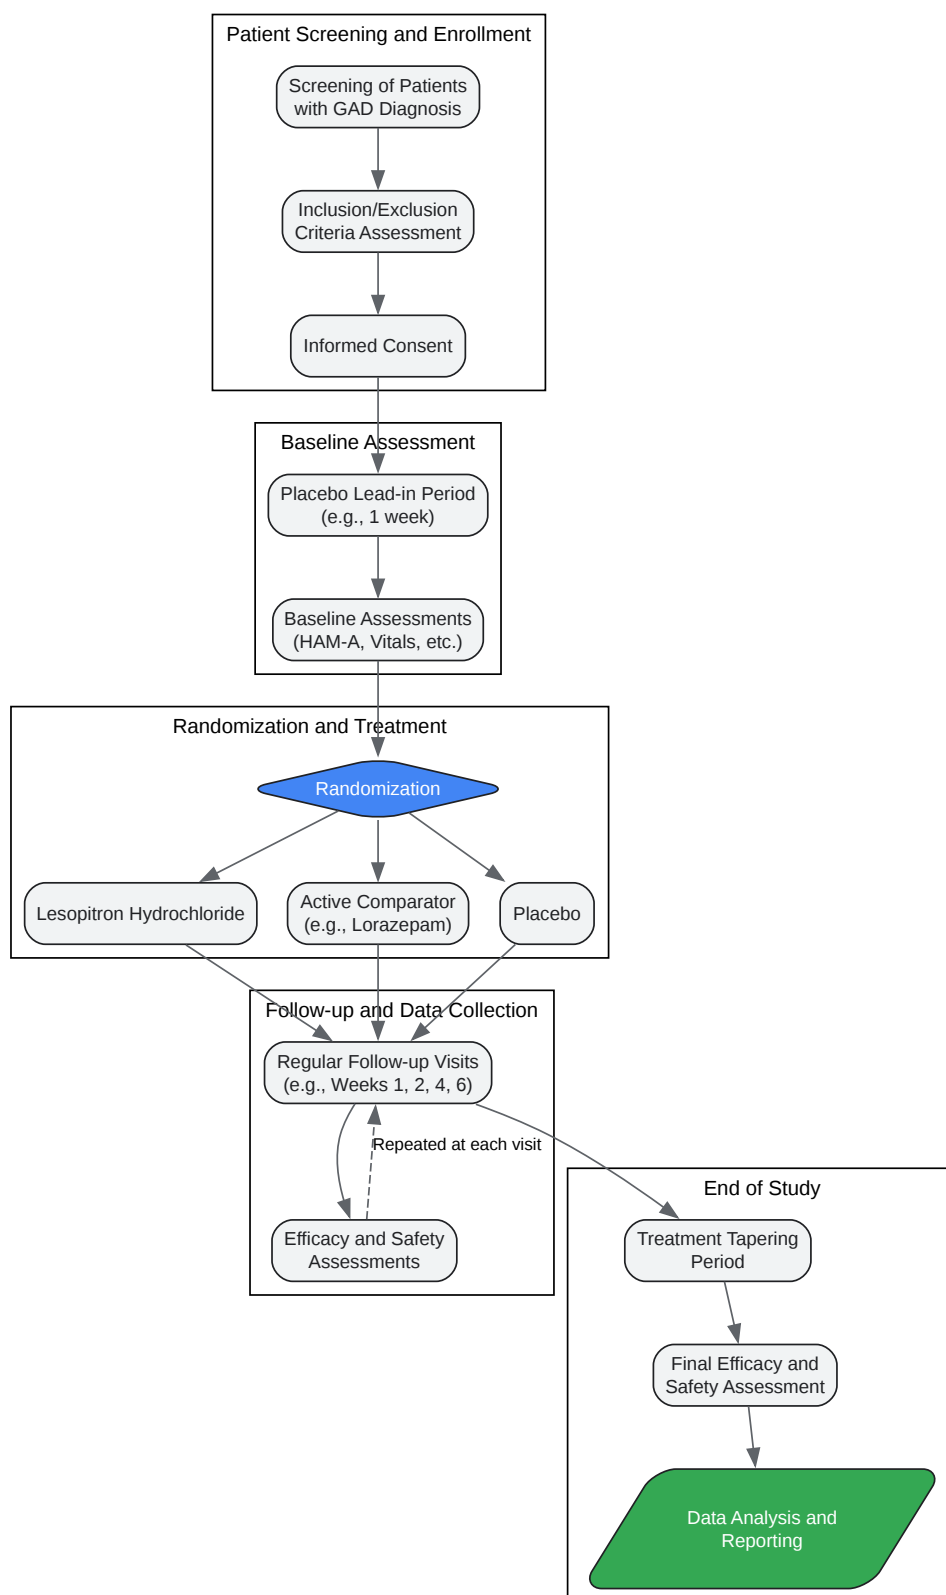 Patient Screening and Enrollment
Screening of Patients
with GAD Diagnosis
Inclusion/Exclusion
Criteria Assessment
Informed Consent
Baseline Assessment
Placebo Lead-in Period
(e.g., 1 week)
Baseline Assessments
(HAM-A, Vitals, etc.)
Randomization and Treatment
Randomization
Lesopitron Hydrochloride
Active Comparator
(e.g., Lorazepam)
Placebo
Follow-up and Data Collection
Regular Follow-up Visits
(e.g., Weeks 1, 2, 4, 6)
Repeated at each visit
Efficacy and Safety
Assessments
End of Study
Treatment Tapering
Period
Final Efficacy and
Safety Assessment
Data Analysis and
Reporting